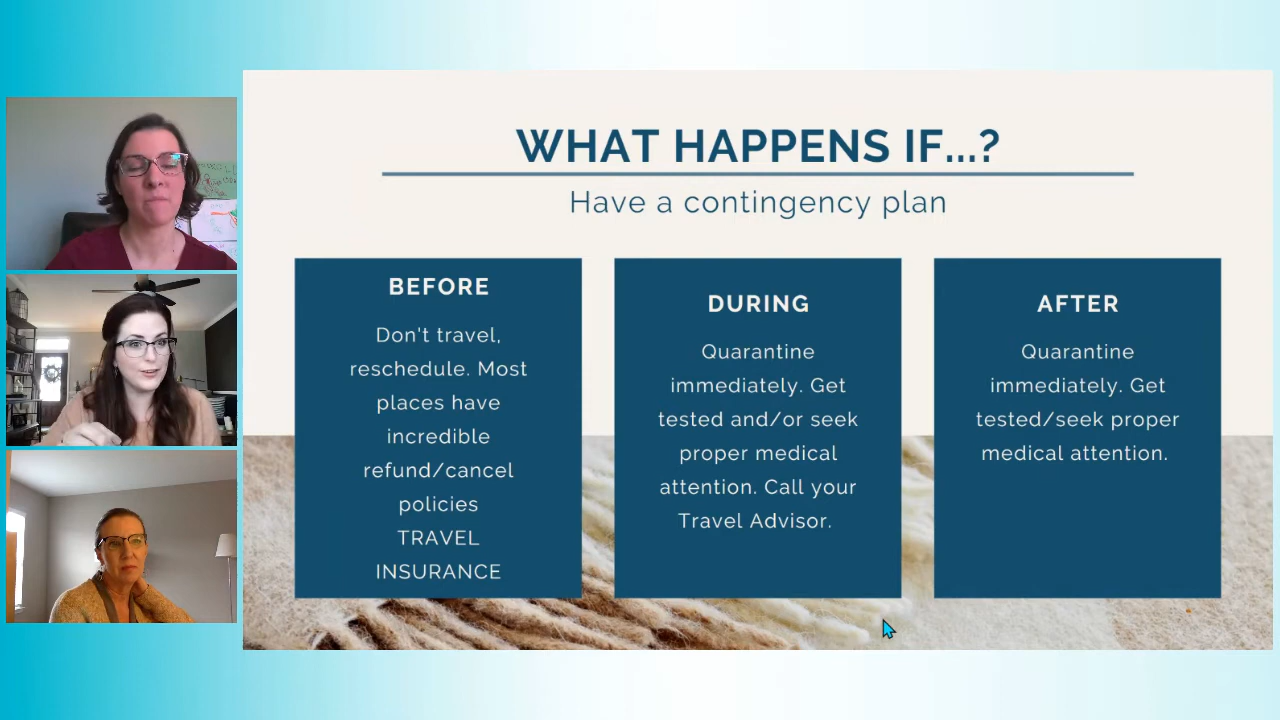 WHAT HAPPENS IF...?
Have a contingency plan
BEFORE
Don't travel,
reschedule. Most
places have
incredible
refund/cancel
policies
TRAVEL
INSURANCE
DURING
Quarantine
immediately. Get
tested and/or seek
proper medical
attention. Call your
Travel Advisor.
AFTER
Quarantine
immediately. Get
tested/seek proper
medical attention.